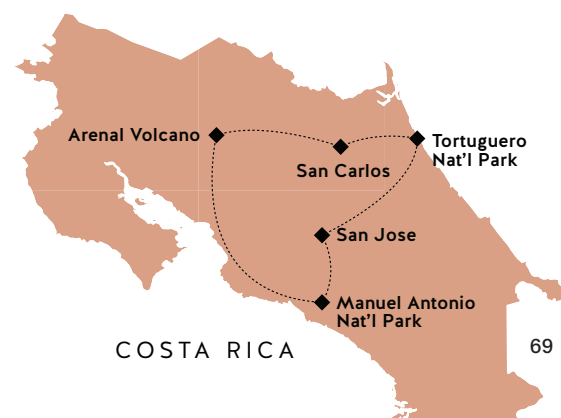 Arenal Volcano
Tortuguero
Nat'l Park
San Carlos
San Jose
Manuel Antonio
Nat'l Park
COSTA RICA
69